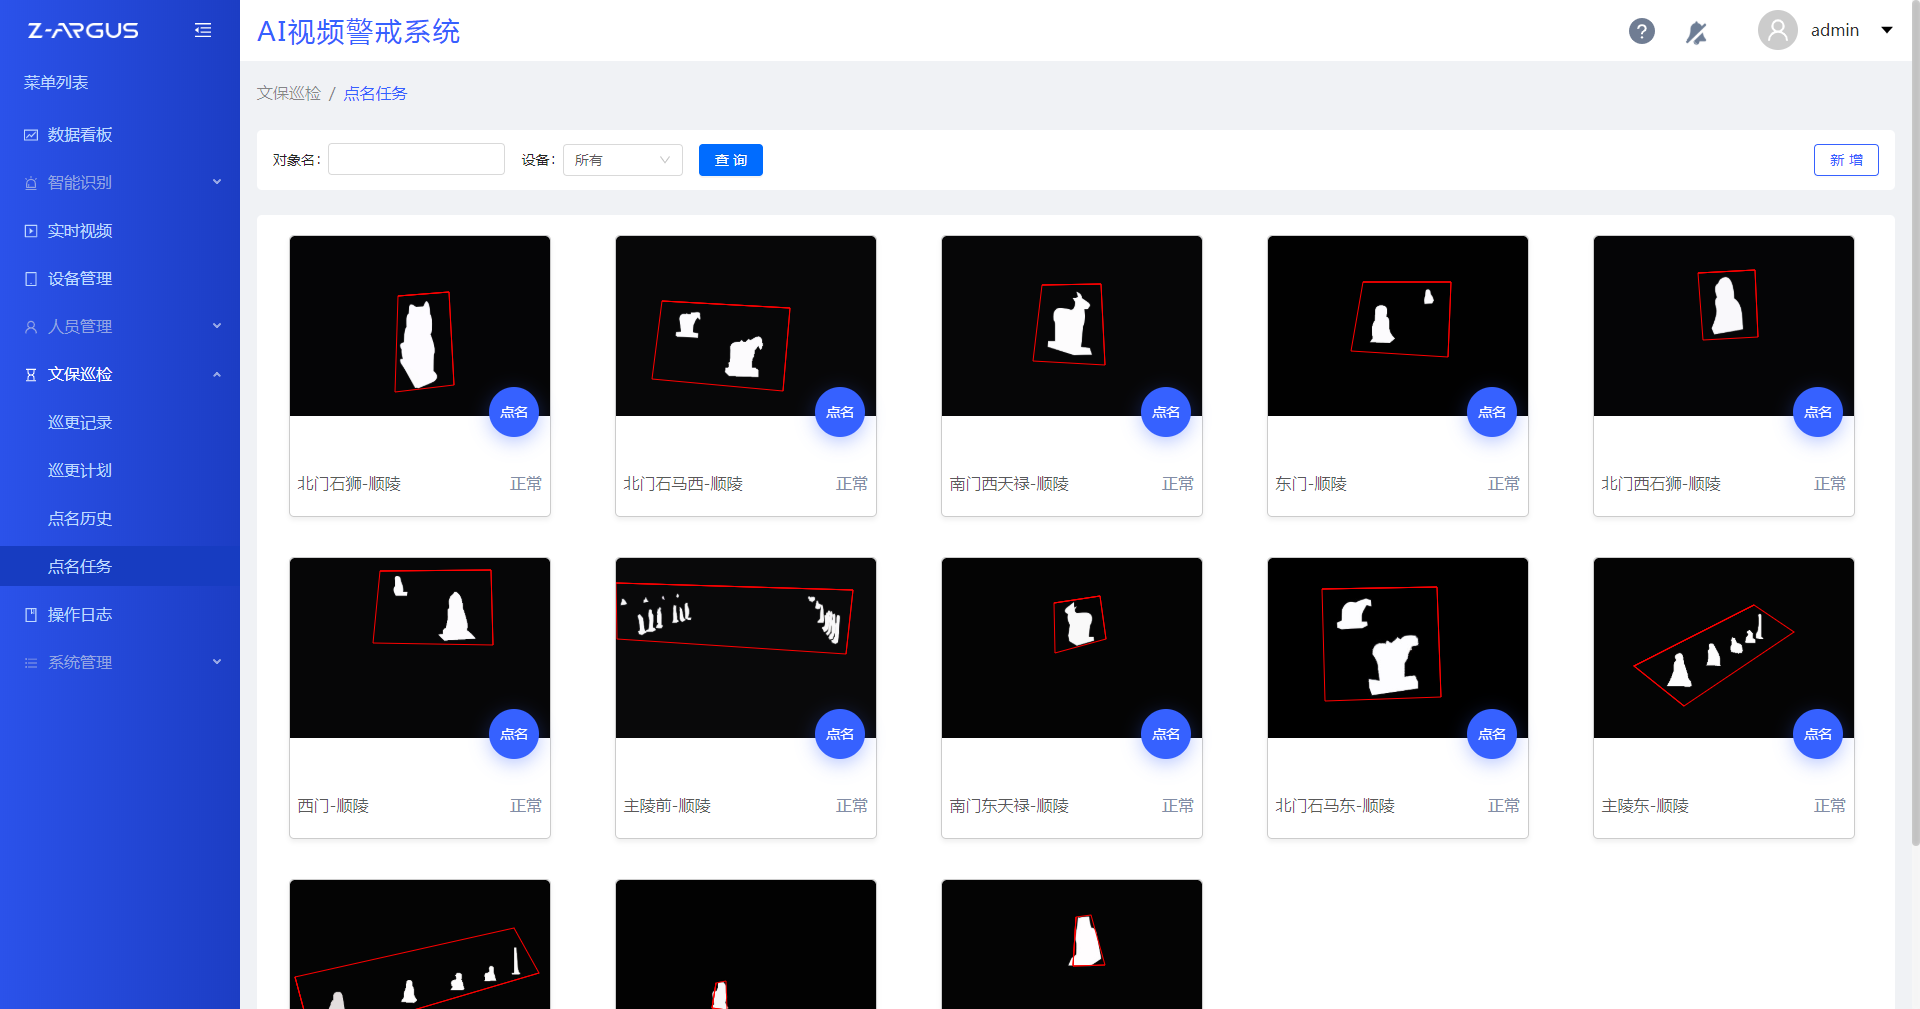 Z-ARGUS
AI视频警戒系统
?
admin
菜单列表
数据看板
智能识别
实时视频
设备管理
人员管理
文保巡检
巡更记录
巡更计划
点名历史
点名任务
操作日志
系统管理
文保巡检 / 点名任务
对象名:
设备: 所有
查 询
新 增
点名
北门石狮-顺陵 正常
点名
北门石马西-顺陵 正常
点名
南门西天禄-顺陵 正常
点名
东门-顺陵 正常
点名
北门西石狮-顺陵 正常
点名
西门-顺陵 正常
点名
主陵前-顺陵 正常
点名
南门东天禄-顺陵 正常
点名
北门石马东-顺陵 正常
点名
主陵东-顺陵 正常